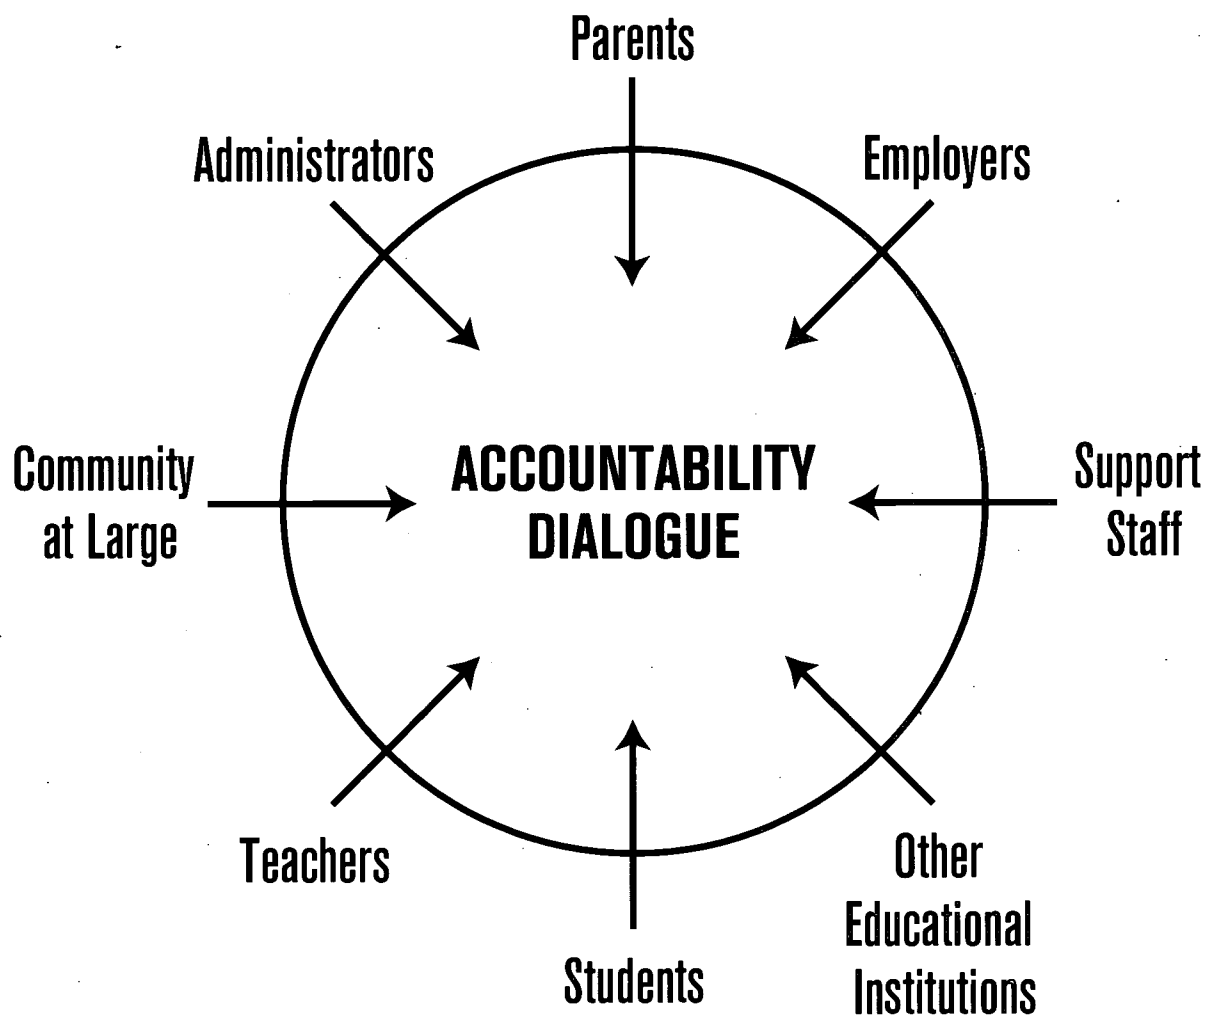 Parents
Administrators
Employers
Community
at Large
ACCOUNTABILITY
DIALOGUE
Support
Staff
Teachers
Students
Other
Educational
Institutions